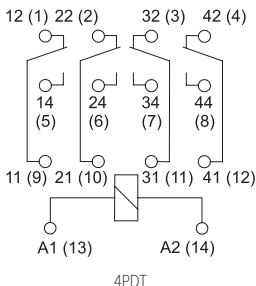 12 (1) 22 (2) 32 (3) 42 (4)
14 24 34 44
(5) (6) (7) (8)
11 (9) 21 (10) 31 (11) 41 (12)
A1 (13) A2 (14)
4PDT